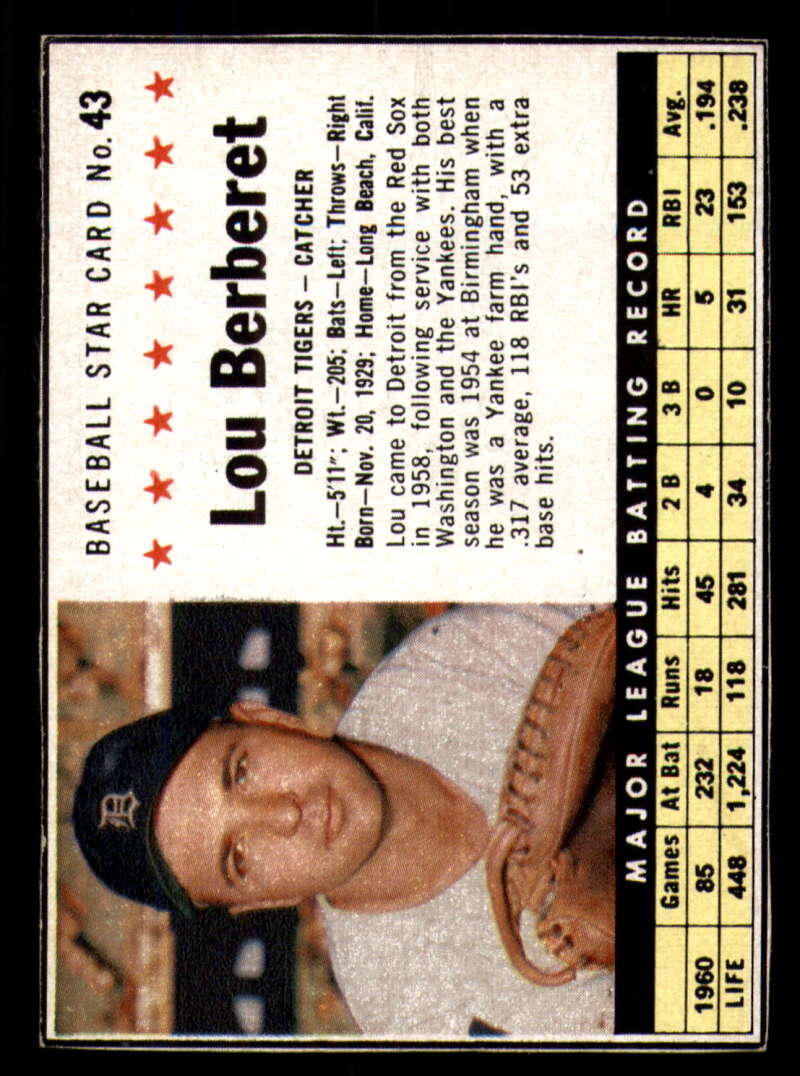 BASEBALL STAR CARD No. 43
Lou Berberet
DETROIT TIGERS — CATCHER
Ht.—5'11"; Wt.—205; Bats—Left; Throws—Right
Born—Nov. 20, 1929; Home—Long Beach, Calif.
Lou came to Detroit from the Red Sox
in 1958, following service with both
Washington and the Yankees. His best
season was 1954 at Birmingham when
he was a Yankee farm hand, with a
.317 average, 118 RBI's and 53 extra
base hits.
D
MAJOR LEAGUE BATTING RECORD
Games At Bat Runs Hits 2 B 3 B HR RBI Avg.
1960 85 232 18 45 4 0 5 23 .194
LIFE 448 1,224 118 281 34 10 31 153 .238